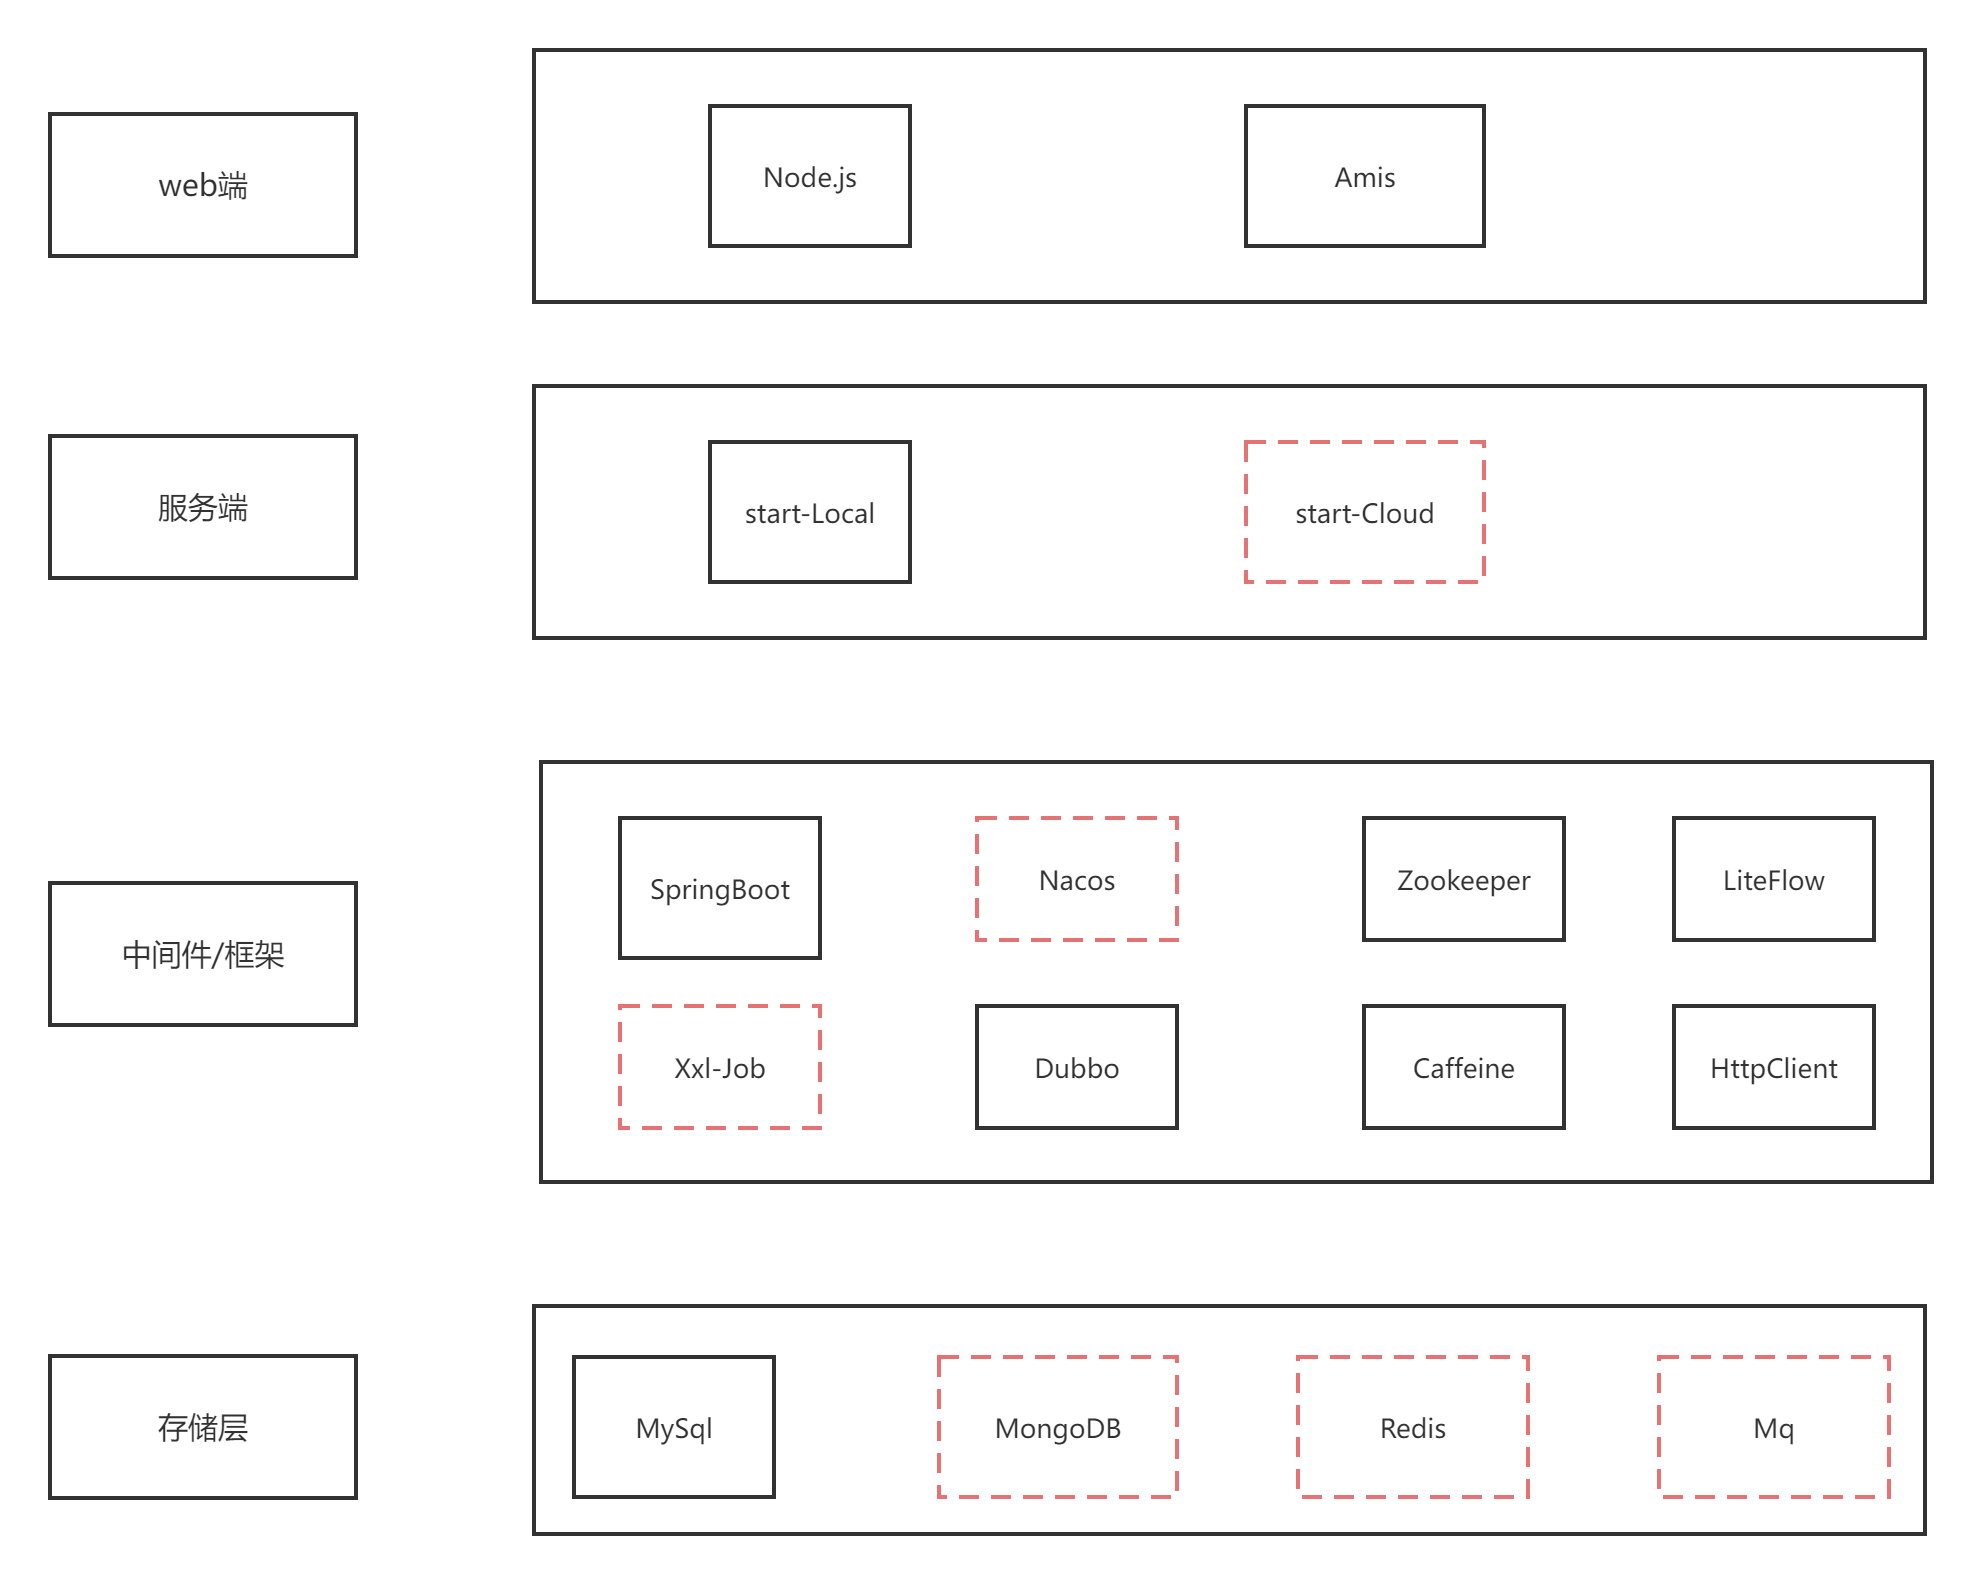 web端
Node.js
Amis
服务端
start-Local
start-Cloud
中间件/框架
SpringBoot
Nacos
Zookeeper
LiteFlow
Xxl-Job
Dubbo
Caffeine
HttpClient
存储层
MySql
MongoDB
Redis
Mq